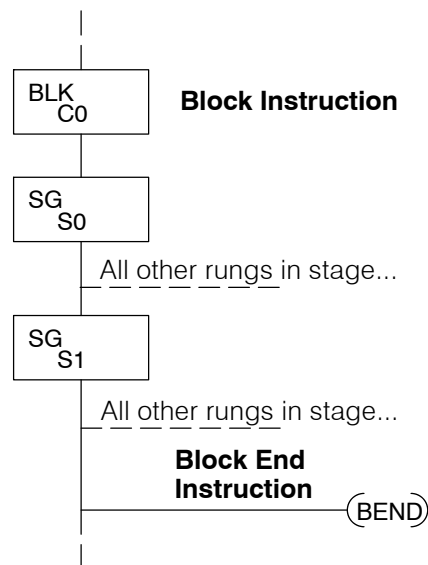 BLK
C0
Block Instruction
SG
S0
All other rungs in stage...
SG
S1
All other rungs in stage...
Block End
Instruction
(BEND)